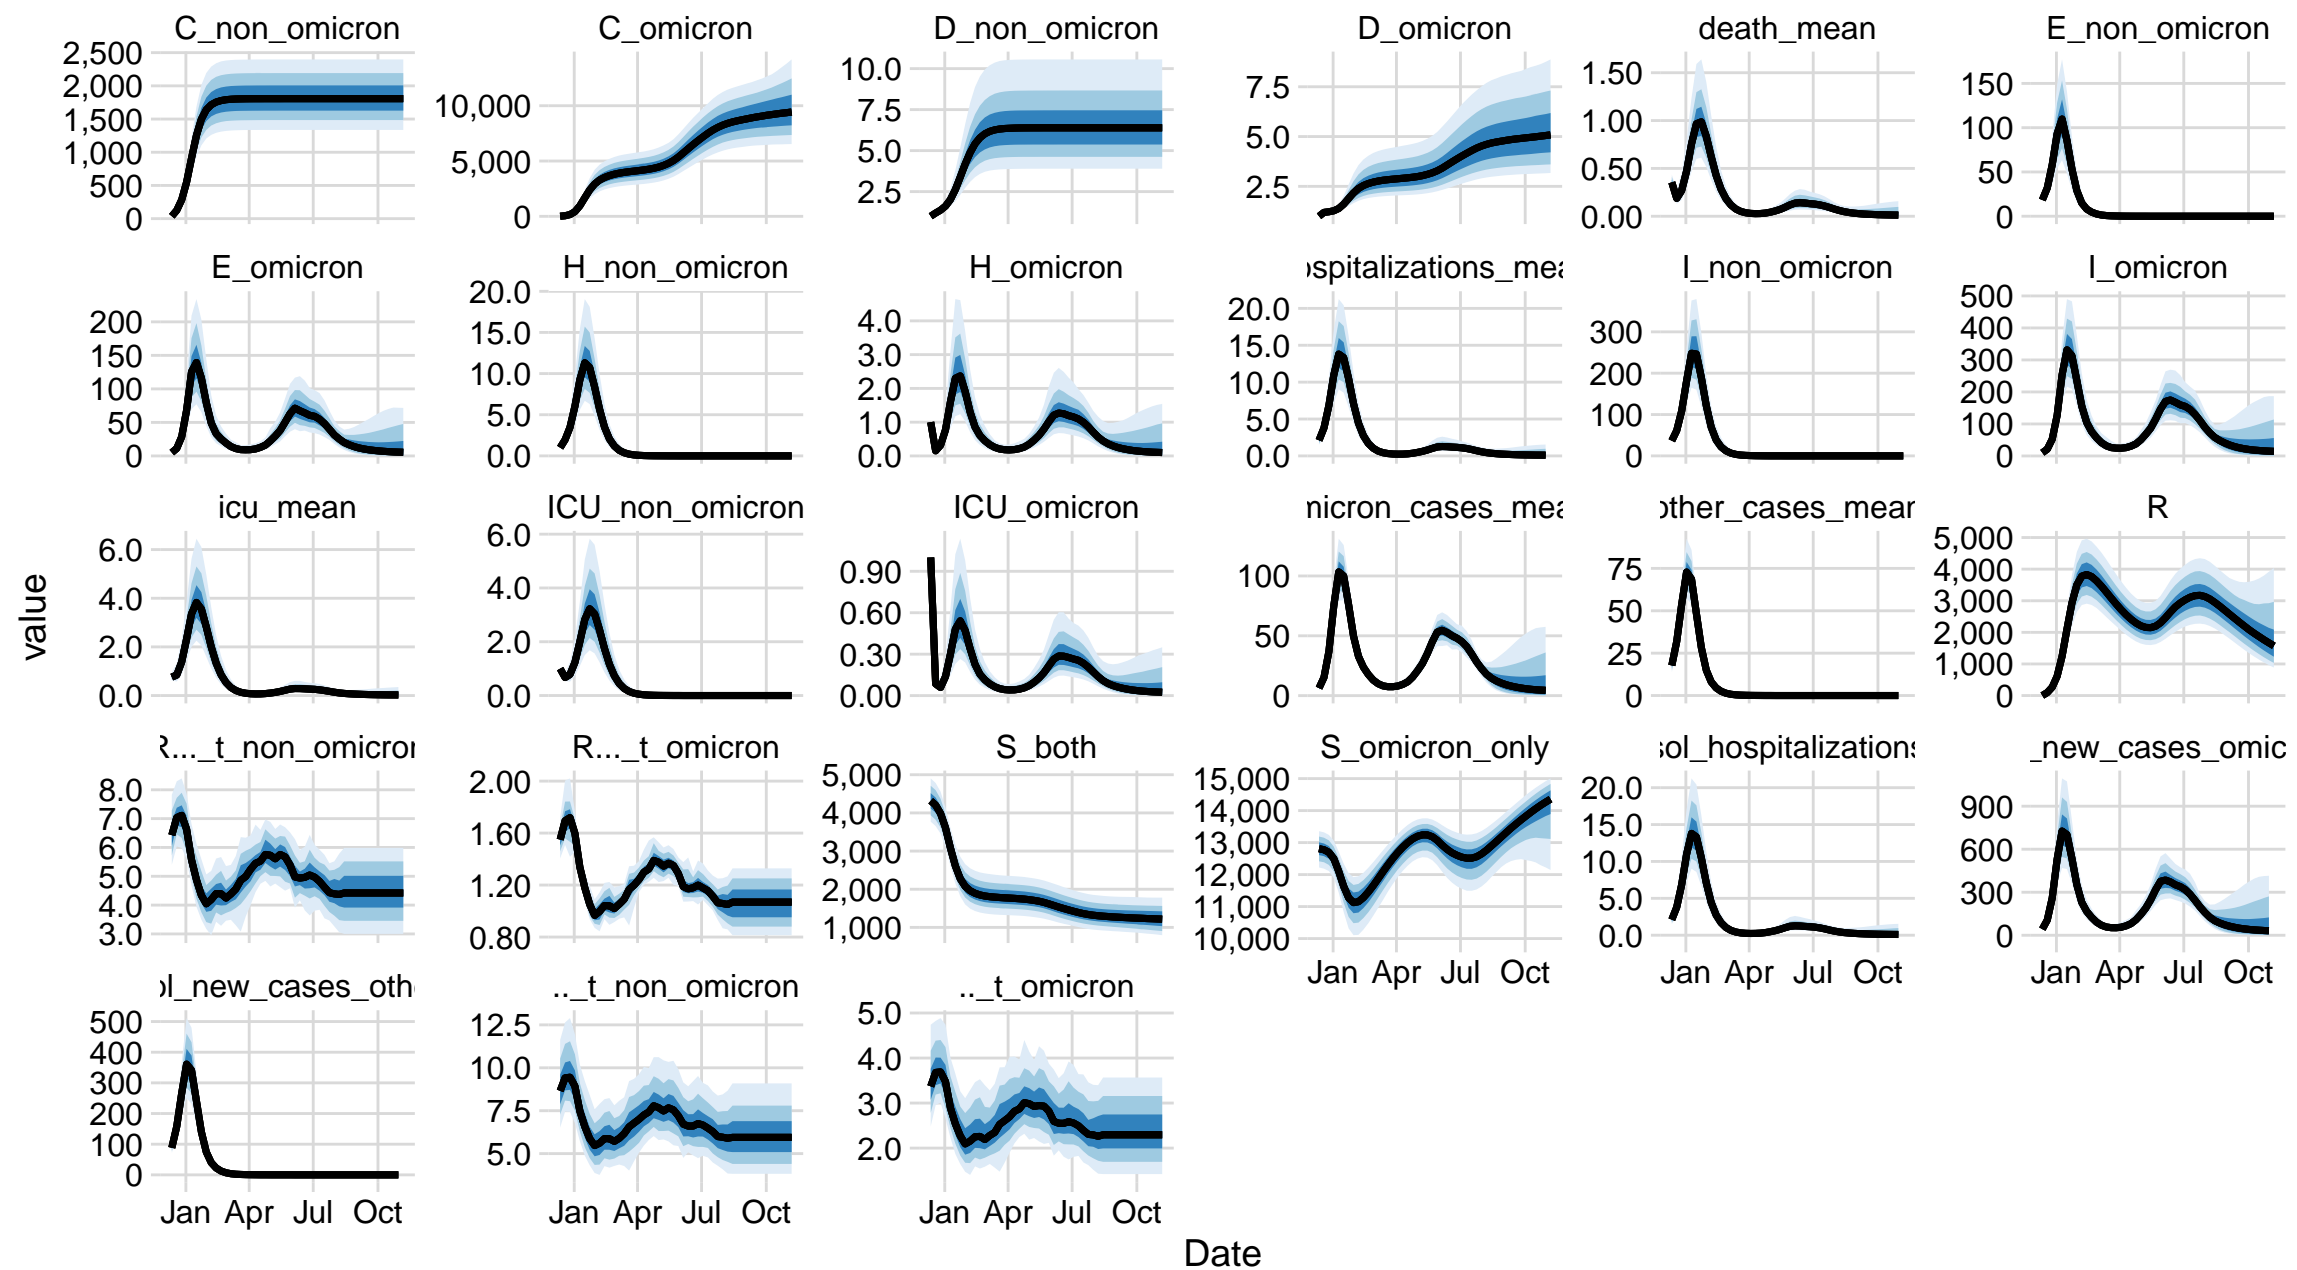 C_non_omicron C_omicron D_non_omicron D_omicron death_mean E_non_omicron
2,500 2,000 1,500 1,000 500 0
10,000 5,000 0
10.0 7.5 5.0 2.5
7.5 5.0 2.5
1.50 1.00 0.50 0.00
150 100 50 0
E_omicron H_non_omicron H_omicron ospitalizations_mea I_non_omicron I_omicron
200 150 100 50 0
20.0 15.0 10.0 5.0 0.0
4.0 3.0 2.0 1.0 0.0
20.0 15.0 10.0 5.0 0.0
300 200 100 0
500 400 300 200 100 0
icu_mean ICU_non_omicron ICU_omicron micron_cases_mea other_cases_mean R
6.0 4.0 2.0 0.0
6.0 4.0 2.0 0.0
0.90 0.60 0.30 0.00
100 50 0
75 50 25 0
5,000 4,000 3,000 2,000 1,000 0
R..._t_non_omicron R..._t_omicron S_both S_omicron_only sol_hospitalizations _new_cases_omic
8.0 7.0 6.0 5.0 4.0 3.0
2.00 1.60 1.20 0.80
5,000 4,000 3,000 2,000 1,000
15,000 14,000 13,000 12,000 11,000 10,000
20.0 15.0 10.0 5.0 0.0
900 600 300 0
Jan Apr Jul Oct
Jan Apr Jul Oct
Jan Apr Jul Oct
ol_new_cases_othe .._t_non_omicron .._t_omicron
500 400 300 200 100 0
12.5 10.0 7.5 5.0
5.0 4.0 3.0 2.0
Jan Apr Jul Oct
Jan Apr Jul Oct
Jan Apr Jul Oct
value
Date